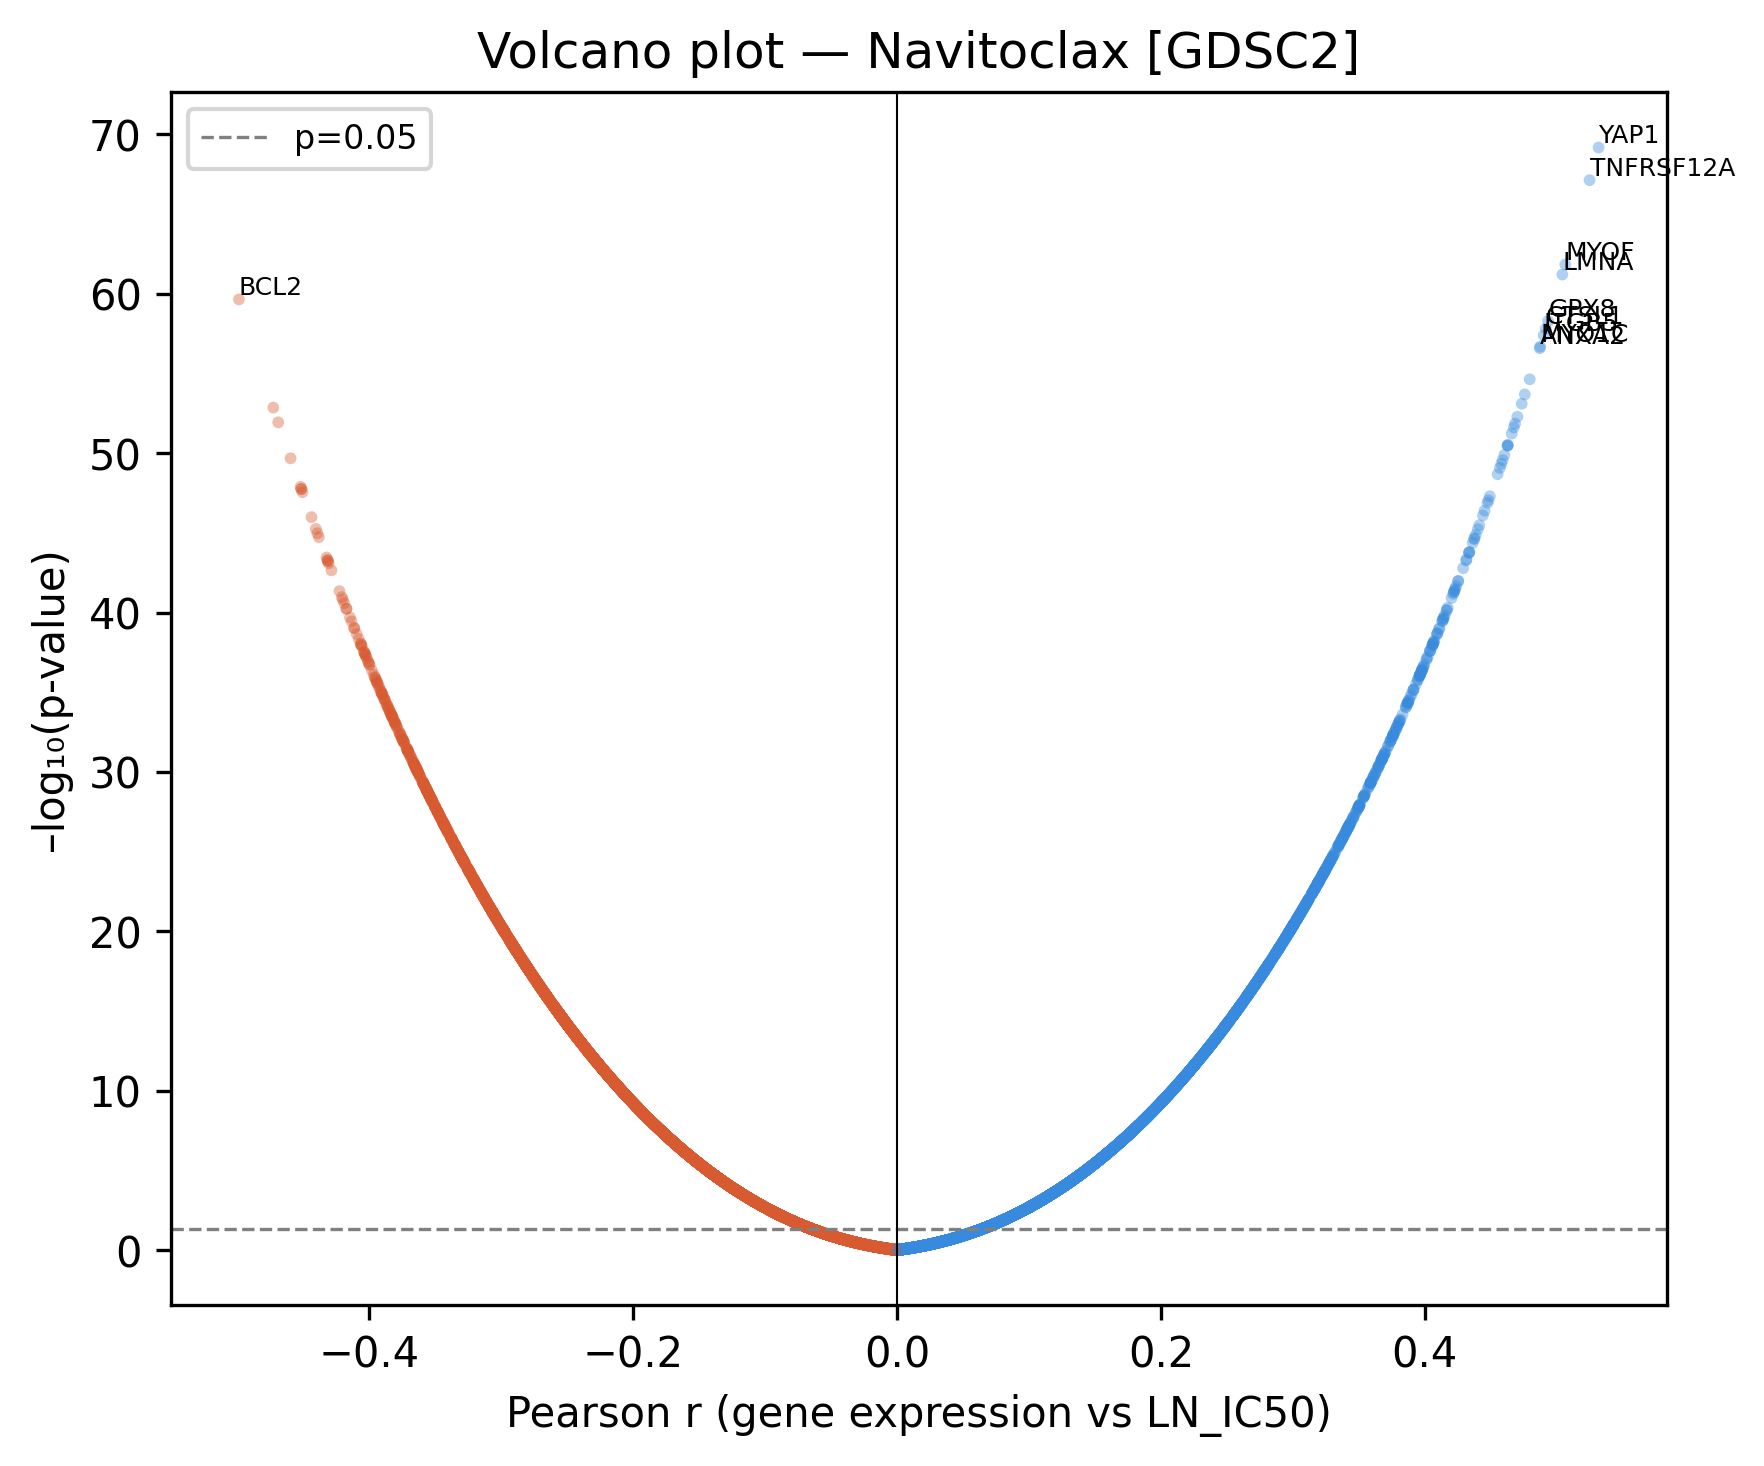 Volcano plot — Navitoclax [GDSC2]
p=0.05
YAP1
TNFRSF12A
MYOF
LMNA
BCL2
GPX8
ANXA2
70
60
50
40
30
20
10
0
–log₁₀(p-value)
−0.4
−0.2
0.0
0.2
0.4
Pearson r (gene expression vs LN_IC50)